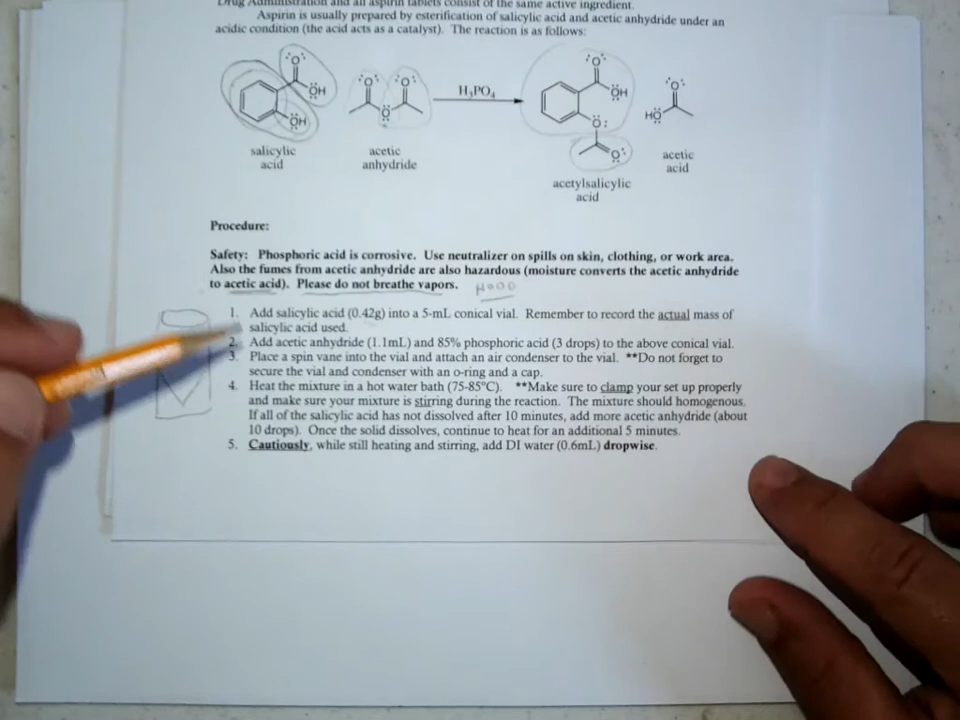 Drug Administration and all aspirin tablets consist of the same active ingredient.
Aspirin is usually prepared by esterification of salicylic acid and acetic anhydride under an
acidic condition (the acid acts as a catalyst). The reaction is as follows:
O O O O O
OH H3PO4 OH
OH O O: HO
O:
salicylic acid
acetic anhydride
acetylsalicylic acid
acetic acid
Procedure:
Safety: Phosphoric acid is corrosive. Use neutralizer on spills on skin, clothing, or work area.
Also the fumes from acetic anhydride are also hazardous (moisture converts the acetic anhydride
to acetic acid). Please do not breathe vapors.
1. Add salicylic acid (0.42g) into a 5-mL conical vial. Remember to record the actual mass of
salicylic acid used.
2. Add acetic anhydride (1.1mL) and 85% phosphoric acid (3 drops) to the above conical vial.
3. Place a spin vane into the vial and attach an air condenser to the vial. **Do not forget to
secure the vial and condenser with an o-ring and a cap.
4. Heat the mixture in a hot water bath (75-85°C). **Make sure to clamp your set up properly
and make sure your mixture is stirring during the reaction. The mixture should homogenous.
If all of the salicylic acid has not dissolved after 10 minutes, add more acetic anhydride (about
10 drops). Once the solid dissolves, continue to heat for an additional 5 minutes.
5. Cautiously, while still heating and stirring, add DI water (0.6mL) dropwise.